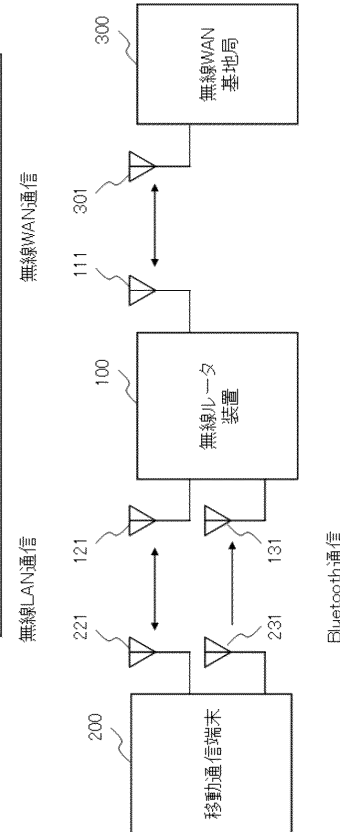 無線LAN通信
無線WAN通信
200
221
121
100
111
301
300
移動通信端末
無線ルータ
装置
無線WAN
基地局
231
131
Bluetooth通信